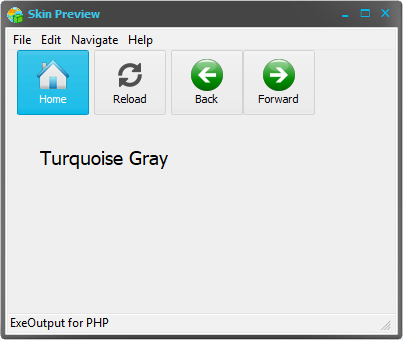 Skin Preview
File Edit Navigate Help
Home Reload Back Forward
Turquoise Gray
ExeOutput for PHP